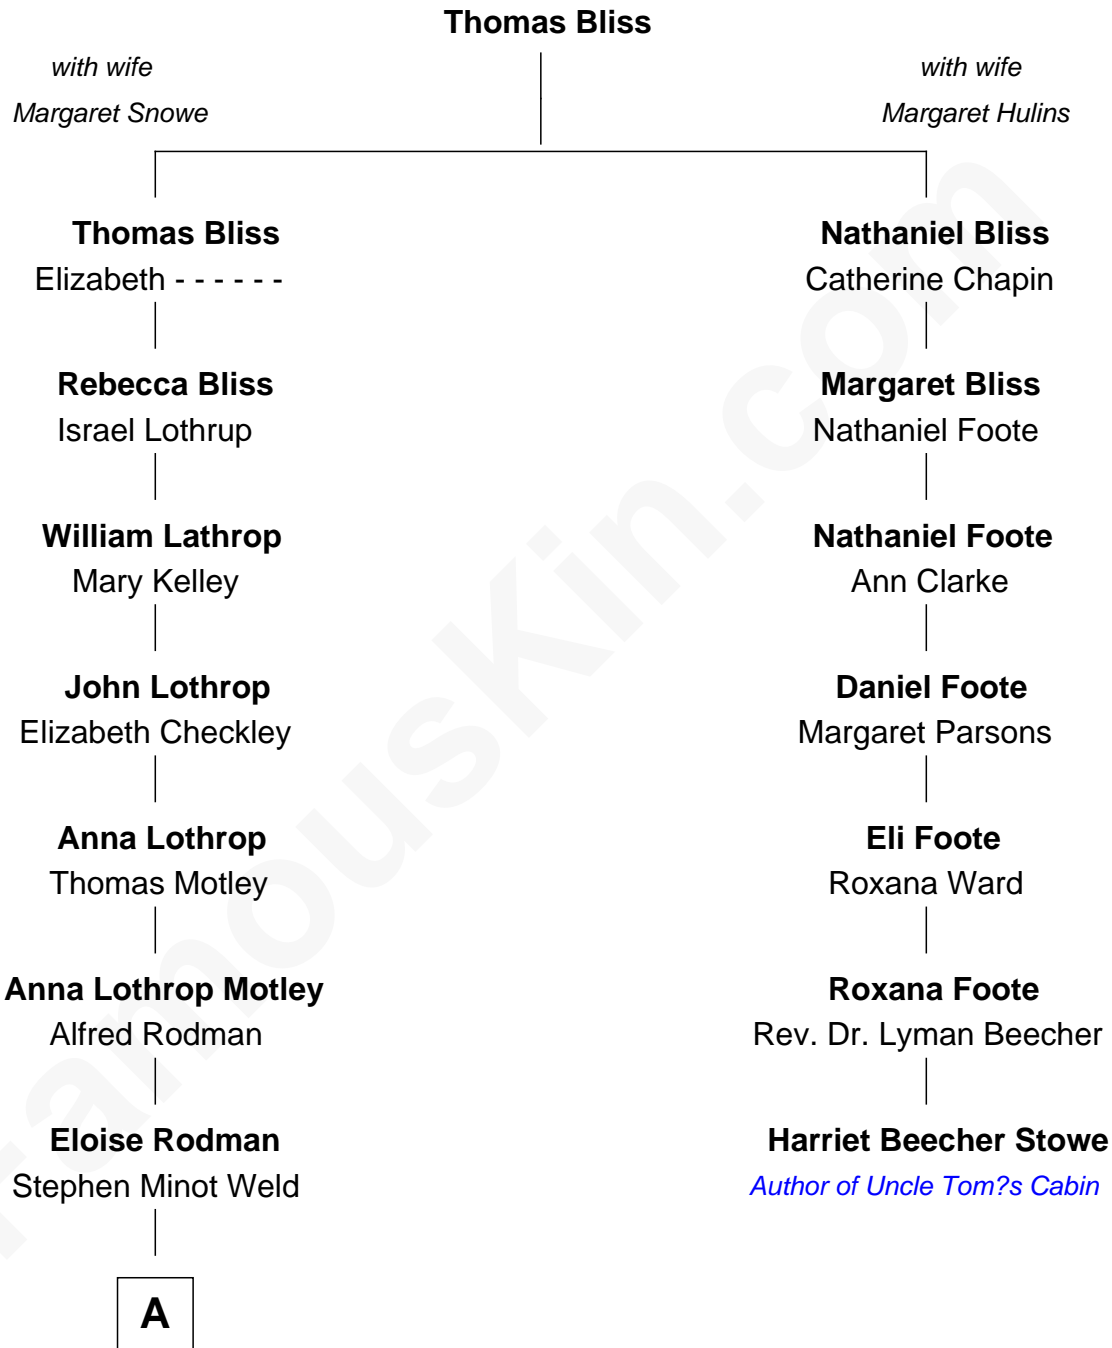 Thomas Bliss
with wife
Margaret Snowe
with wife
Margaret Hulins
Thomas Bliss
Elizabeth - - - - - -
Nathaniel Bliss
Catherine Chapin
Rebecca Bliss
Israel Lothrup
Margaret Bliss
Nathaniel Foote
William Lathrop
Mary Kelley
Nathaniel Foote
Ann Clarke
John Lothrop
Elizabeth Checkley
Daniel Foote
Margaret Parsons
Anna Lothrop
Thomas Motley
Eli Foote
Roxana Ward
Anna Lothrop Motley
Alfred Rodman
Roxana Foote
Rev. Dr. Lyman Beecher
Eloise Rodman
Stephen Minot Weld
Harriet Beecher Stowe
Author of Uncle Tom?s Cabin
A
FamousKin.com